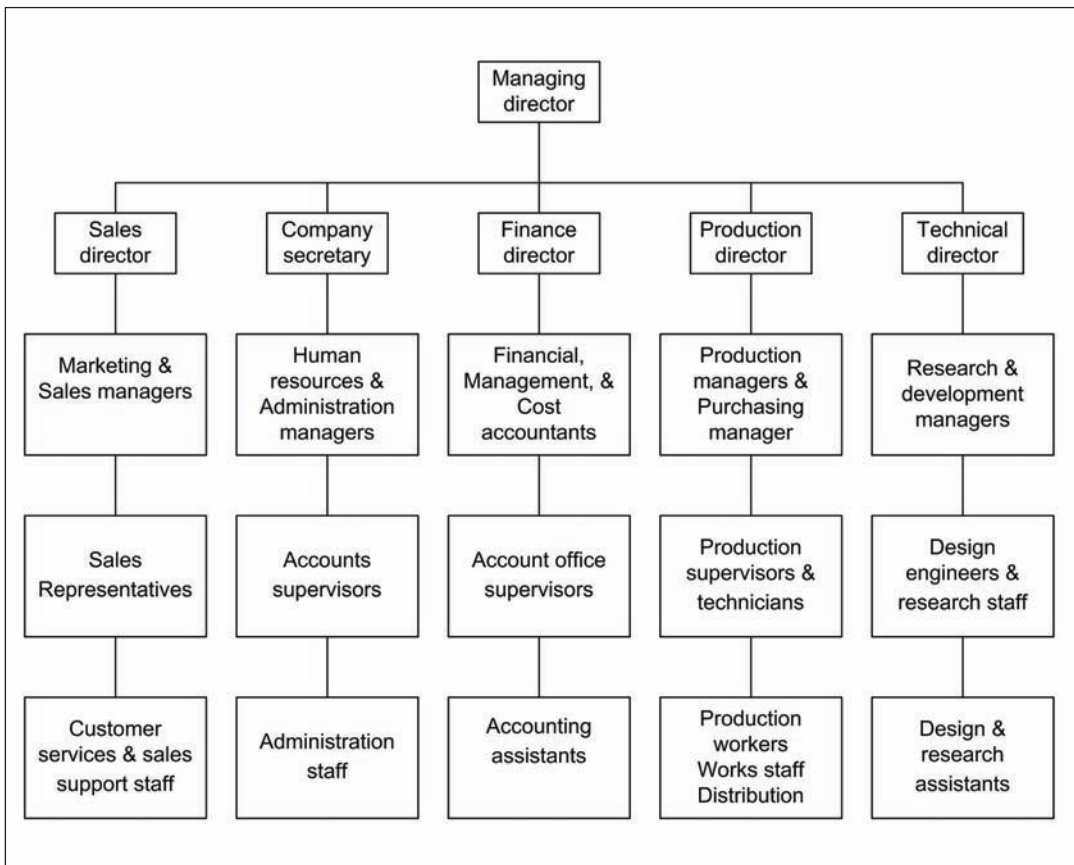 Managing
director
Sales
director
Company
secretary
Finance
director
Production
director
Technical
director
Marketing &
Sales managers
Human
resources &
Administration
managers
Financial,
Management, &
Cost
accountants
Production
managers &
Purchasing
manager
Research &
development
managers
Sales
Representatives
Accounts
supervisors
Account office
supervisors
Production
supervisors &
technicians
Design
engineers &
research staff
Customer
services & sales
support staff
Administration
staff
Accounting
assistants
Production
workers
Works staff
Distribution
Design &
research
assistants